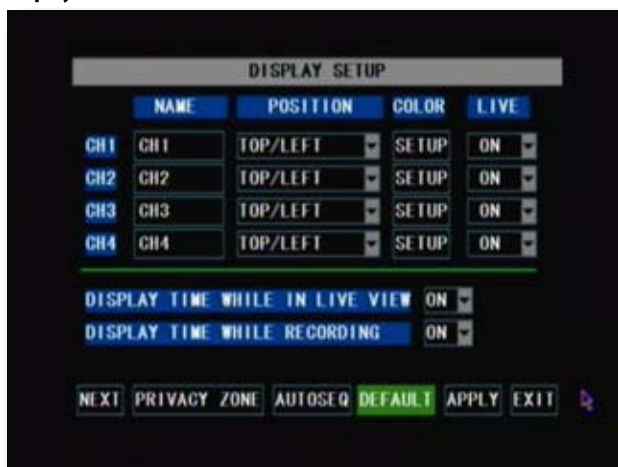 DISPLAY SETUP
NAME POSITION COLOR LIVE
CH1 CH1 TOP/LEFT SETUP ON
CH2 CH2 TOP/LEFT SETUP ON
CH3 CH3 TOP/LEFT SETUP ON
CH4 CH4 TOP/LEFT SETUP ON
DISPLAY TIME WHILE IN LIVE VIEW ON
DISPLAY TIME WHILE RECORDING ON
NEXT PRIVACY ZONE AUTOSEQ DEFAULT APPLY EXIT